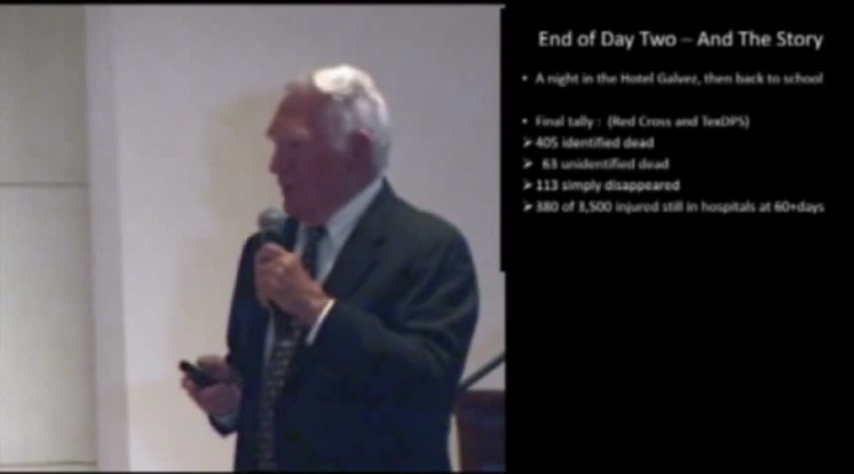 End of Day Two – And The Story
• A night in the Hotel Galvez, then back to school
• Final tally : (Red Cross and TexDPS)
➢ 405 identified dead
➢ 63 unidentified dead
➢ 113 simply disappeared
➢ 380 of 3,500 injured still in hospitals at 60+days